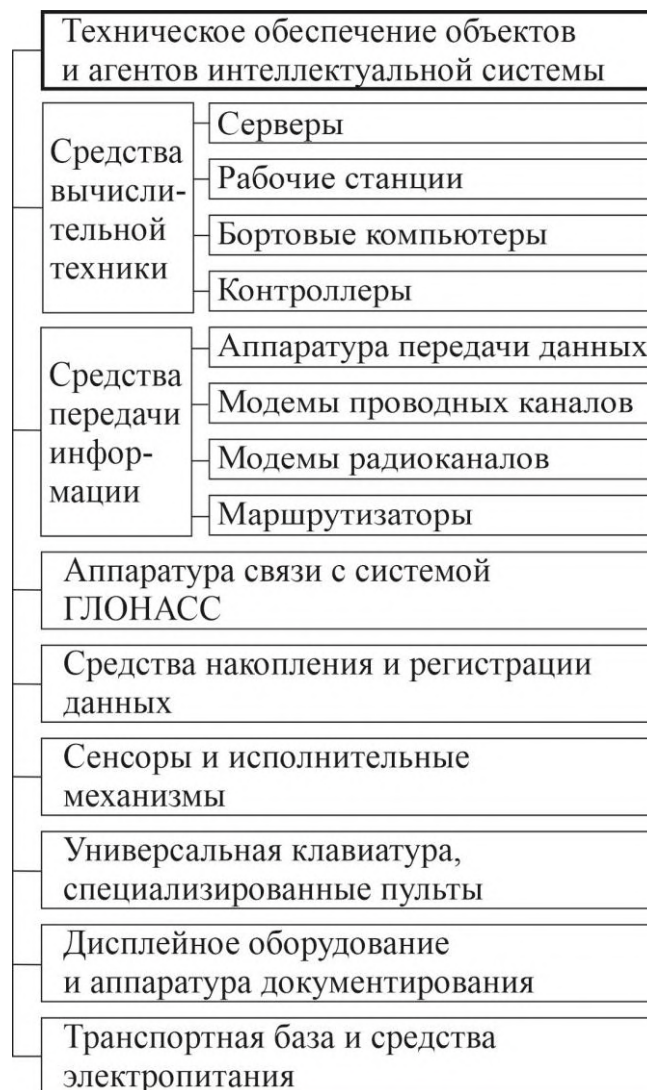 Техническое обеспечение объектов
и агентов интеллектуальной системы
Средства
вычисли-
тельной
техники
Серверы
Рабочие станции
Бортовые компьютеры
Контроллеры
Средства
передачи
инфор-
мации
Аппаратура передачи данных
Модемы проводных каналов
Модемы радиоканалов
Маршрутизаторы
Аппаратура связи с системой
ГЛОНАСС
Средства накопления и регистрации
данных
Сенсоры и исполнительные
механизмы
Универсальная клавиатура,
специализированные пульты
Дисплейное оборудование
и аппаратура документирования
Транспортная база и средства
электропитания